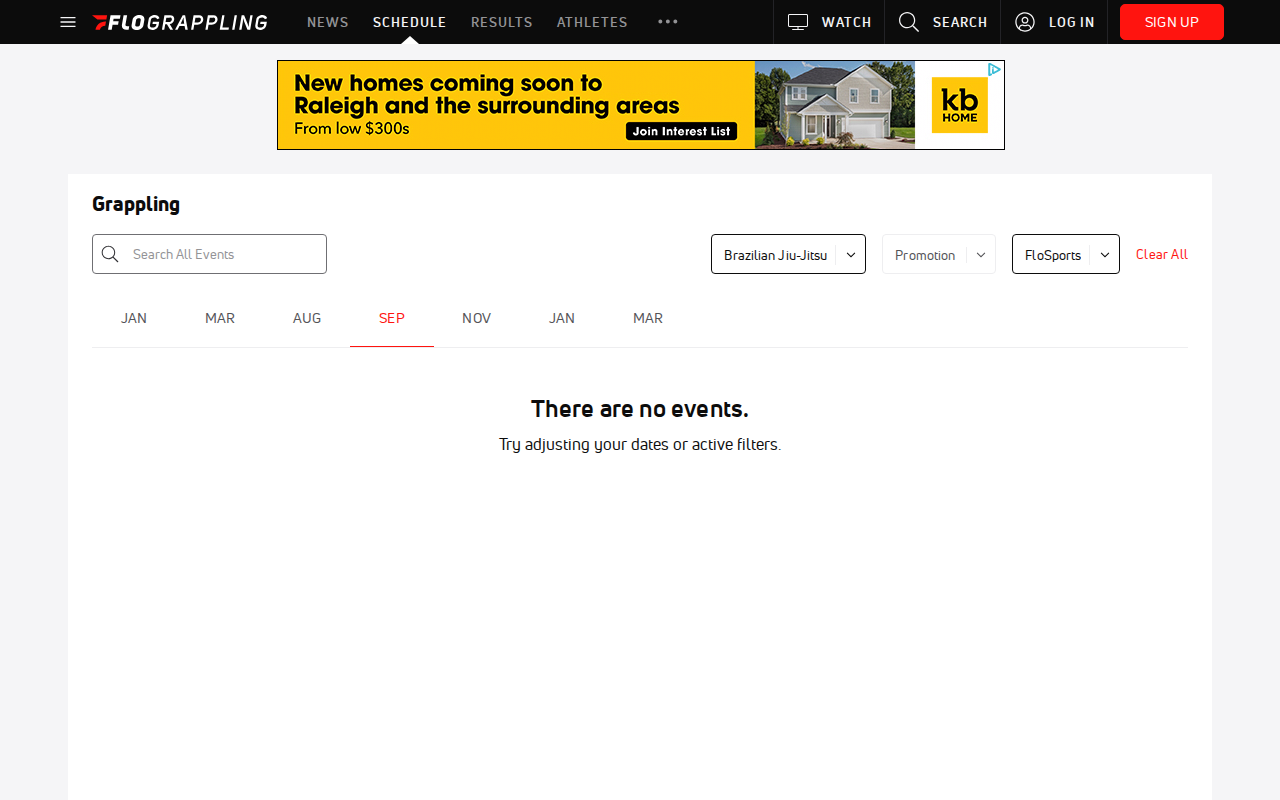 FLOGRAPPLING
NEWS
SCHEDULE
RESULTS
ATHLETES
WATCH
SEARCH
LOG IN
SIGN UP
New homes coming soon to
Raleigh and the surrounding areas
From low $300s
Join Interest List
kb
HOME
Grappling
Search All Events
Brazilian Jiu-Jitsu
Promotion
FloSports
Clear All
JAN
MAR
AUG
SEP
NOV
JAN
MAR
There are no events.
Try adjusting your dates or active filters.